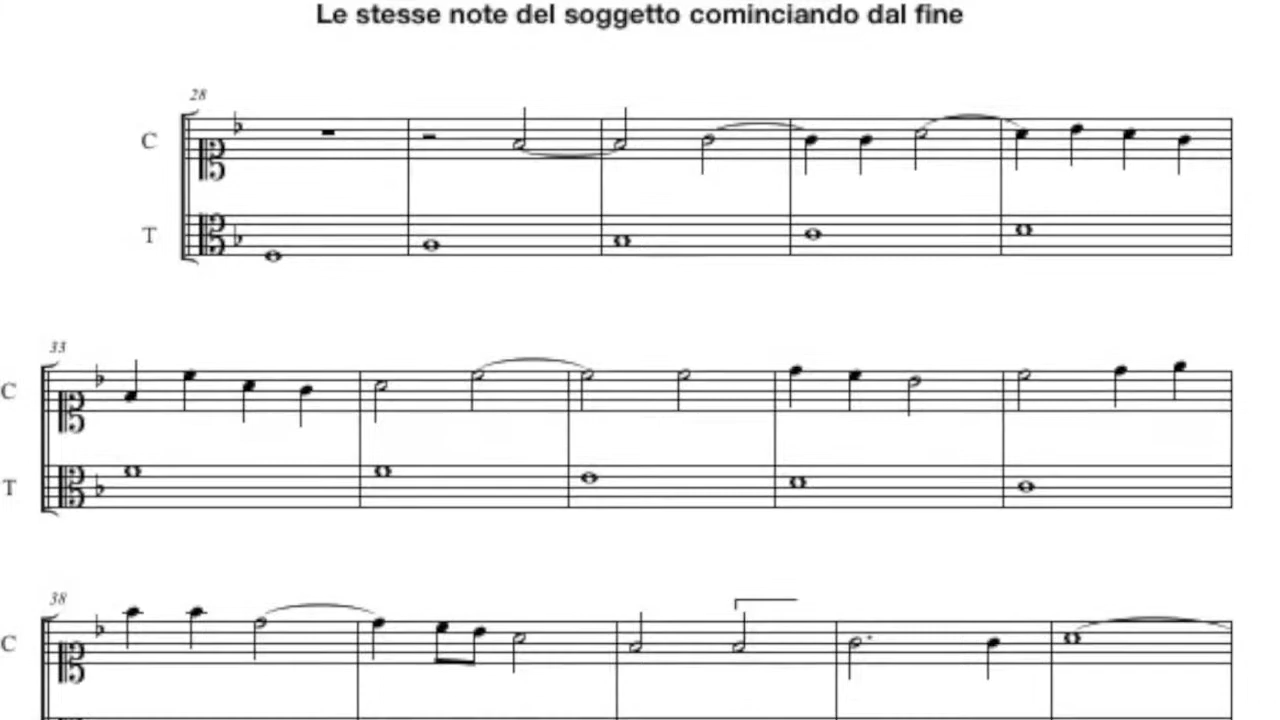 Le stesse note del soggetto cominciando dal fine
28
C
T
33
C
T
38
C